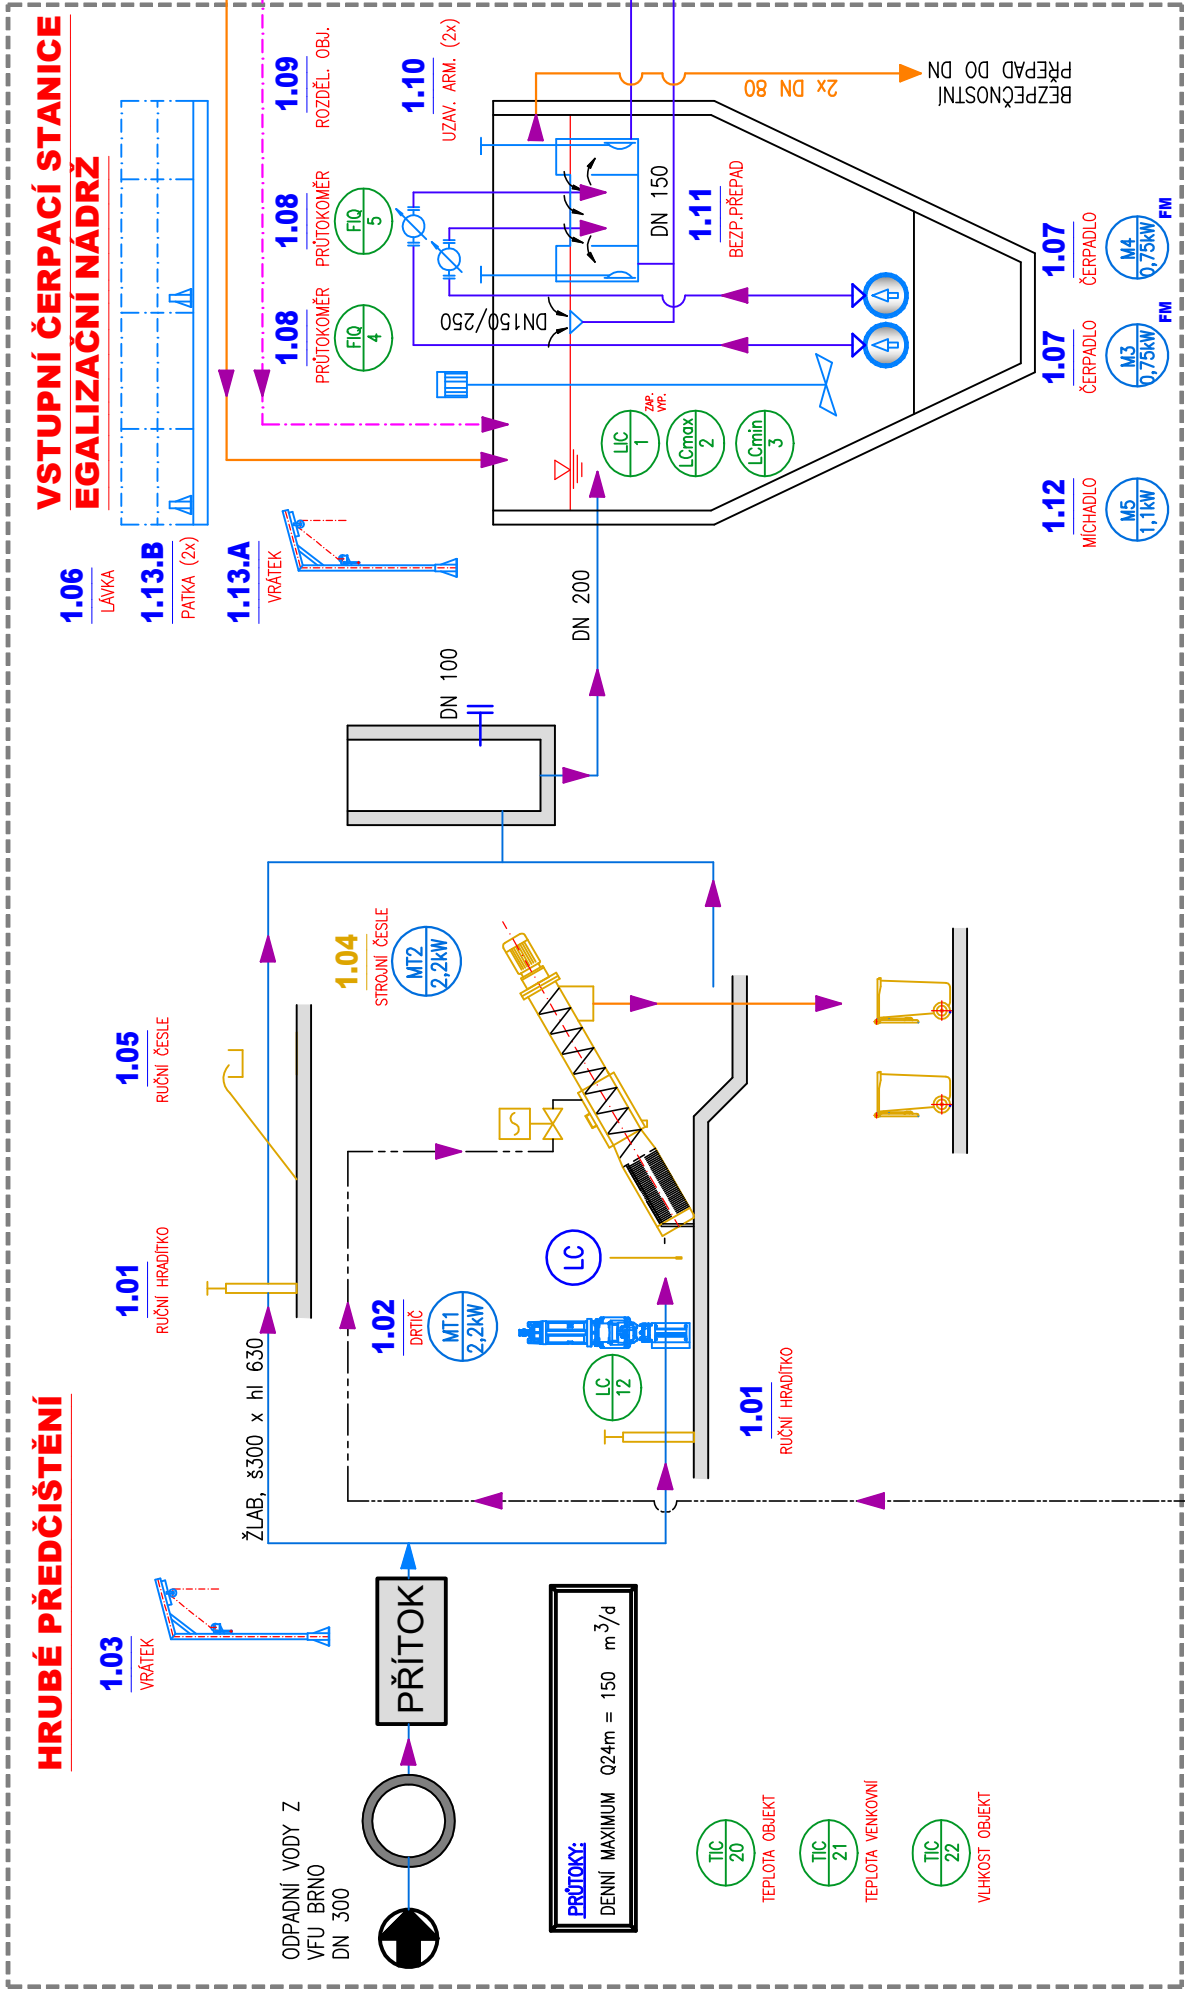 HRUBÉ PŘEDČIŠTĚNÍ
1.03
VRÁTEK
1.01
RUČNÍ HRADÍTKO
1.05
RUČNÍ ČESLE
ŽLAB, š300 x hl 630
1.04
STROJNÍ ČESLE
MT2
2,2kW
1.02
DRTIČ
MT1
2,2kW
LC
LC
12
1.01
RUČNÍ HRADÍTKO
ODPADNÍ VODY Z
VFU BRNO
DN 300
PŘÍTOK
PRŮTOKY:
DENNÍ MAXIMUM Q24m = 150 m³/d
TIC
20
TEPLOTA OBJEKT
TIC
21
TEPLOTA VENKOVNÍ
TIC
22
VLHKOST OBJEKT
VSTUPNÍ ČERPACÍ STANICE
EGALIZAČNÍ NÁDRŽ
1.06
LÁVKA
1.13.B
PATKA (2x)
1.13.A
VRÁTEK
DN 100
DN 200
1.08
PRŮTOKOMĚR
FIQ
4
1.08
PRŮTOKOMĚR
FIQ
5
1.09
ROZDĚL. OBJ.
1.10
UZAV. ARM. (2x)
DN150/250
DN 150
1.11
BEZP.PŘEPAD
2x DN 80
BEZPEČNOSTNÍ
PŘEPAD DO DN
LIC
1
ZAP.
VYP.
LCmax
2
LCmin
3
1.12
MÍCHADLO
M5
1,1kW
1.07
ČERPADLO
M3
0,75kW
FM
1.07
ČERPADLO
M4
0,75kW
FM